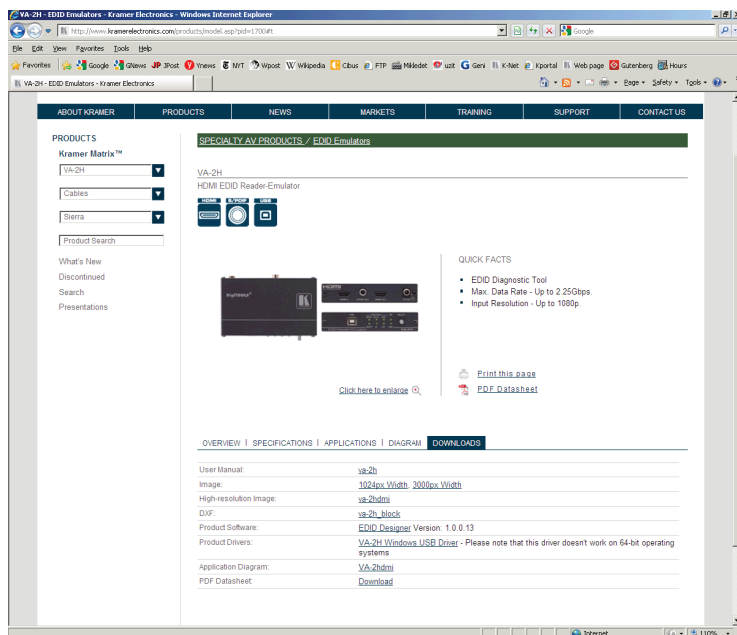 VA-2H - EDID Emulators - Kramer Electronics - Windows Internet Explorer
http://www.kramerelectronics.com/products/model.asp?pid=1700#t
Google
File Edit View Favorites Tools Help
Favorites Google GNews JPost Ynews NYT Wpost Wikipedia Cibus FTP Mikledet uzit Geni K-Net Kportal Web page Gutenberg Hours
VA-2H - EDID Emulators - Kramer Electronics
Page Safety Tools
ABOUT KRAMER PRODUCTS NEWS MARKETS TRAINING SUPPORT CONTACT US
PRODUCTS
Kramer Matrix™
VA-2H
Cables
Sierra
Product Search
What's New
Discontinued
Search
Presentations
SPECIALTY AV PRODUCTS / EDID Emulators
VA-2H
HDMI EDID Reader-Emulator
HDMI S/PDIF USB
QUICK FACTS
EDID Diagnostic Tool
Max. Data Rate - Up to 2.25Gbps.
Input Resolution - Up to 1080p.
Click here to enlarge
Print this page
PDF Datasheet
OVERVIEW | SPECIFICATIONS | APPLICATIONS | DIAGRAM DOWNLOADS
User Manual: va-2h
Image: 1024px Width, 3000px Width
High-resolution Image: va-2hdmi
DXF: va-2h_block
Product Software: EDID Designer Version: 1.0.0.13
Product Drivers: VA-2H Windows USB Driver - Please note that this driver doesn't work on 64-bit operating
systems
Application Diagram: VA-2hdmi
PDF Datasheet: Download
Internet 110%